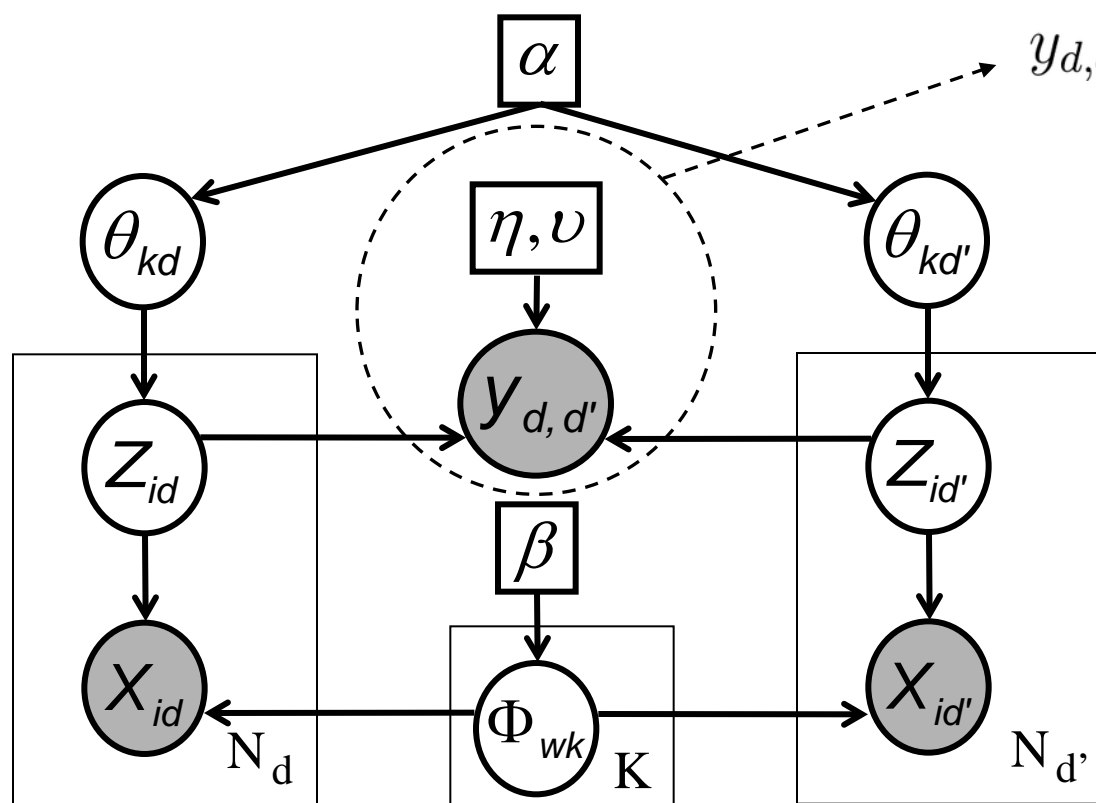 α
y_{d,
η, υ
θ_{kd}
θ_{kd'}
y_{d, d'}
Z_{id}
Z_{id'}
β
X_{id}
Φ_{wk}
X_{id'}
N_d
K
N_{d'}